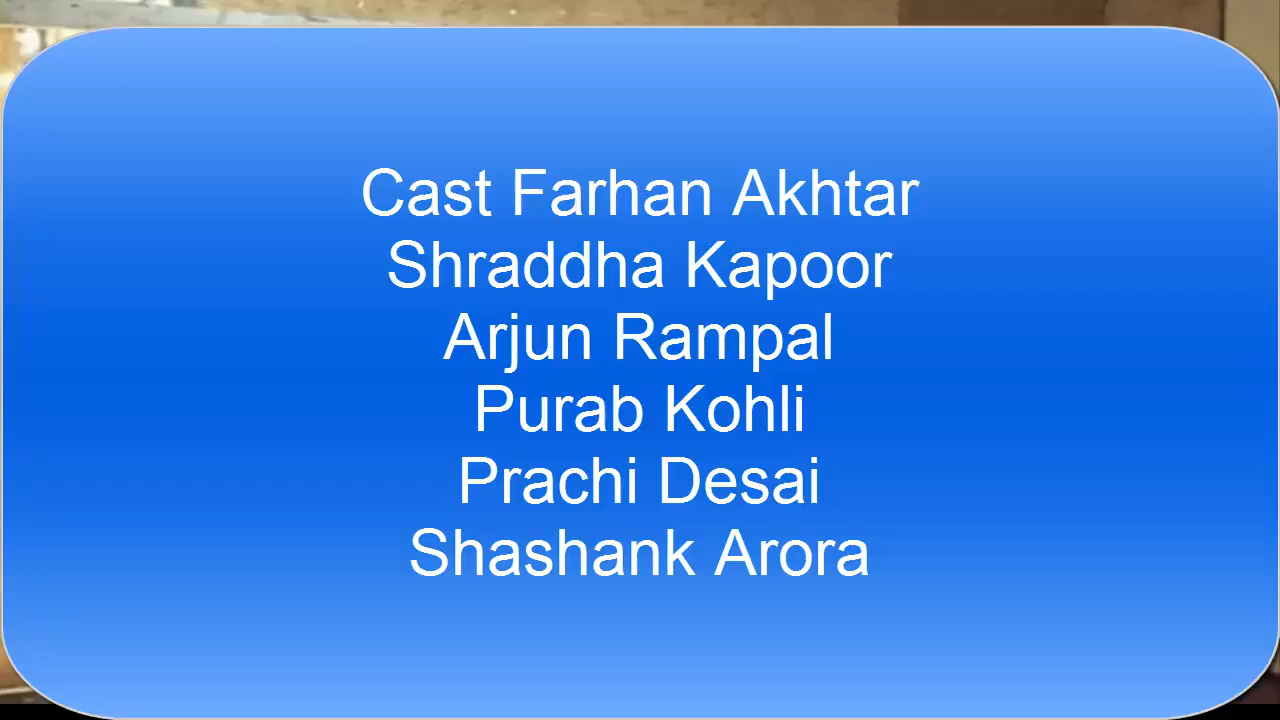 Cast Farhan Akhtar
Shraddha Kapoor
Arjun Rampal
Purab Kohli
Prachi Desai
Shashank Arora